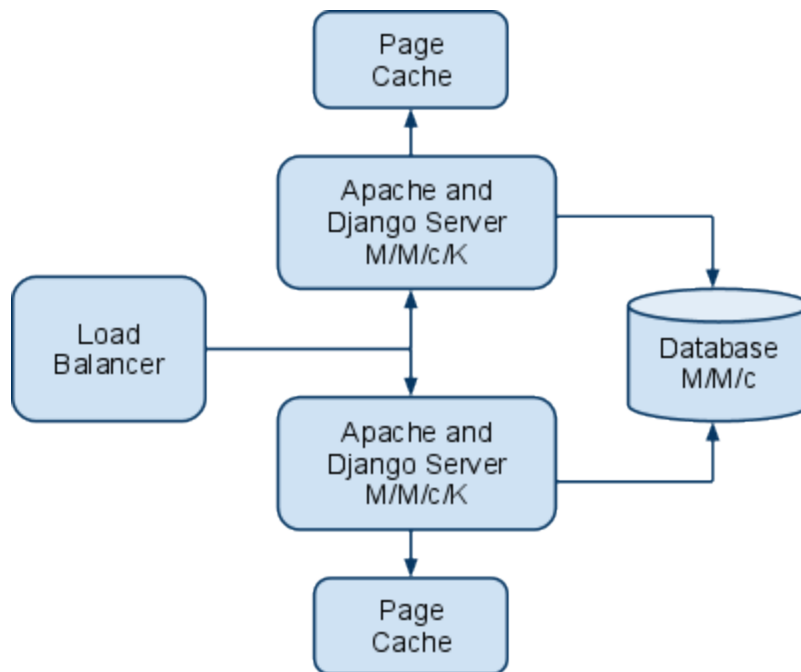 Page
Cache
Apache and
Django Server
M/M/c/K
Load
Balancer
Database
M/M/c
Apache and
Django Server
M/M/c/K
Page
Cache